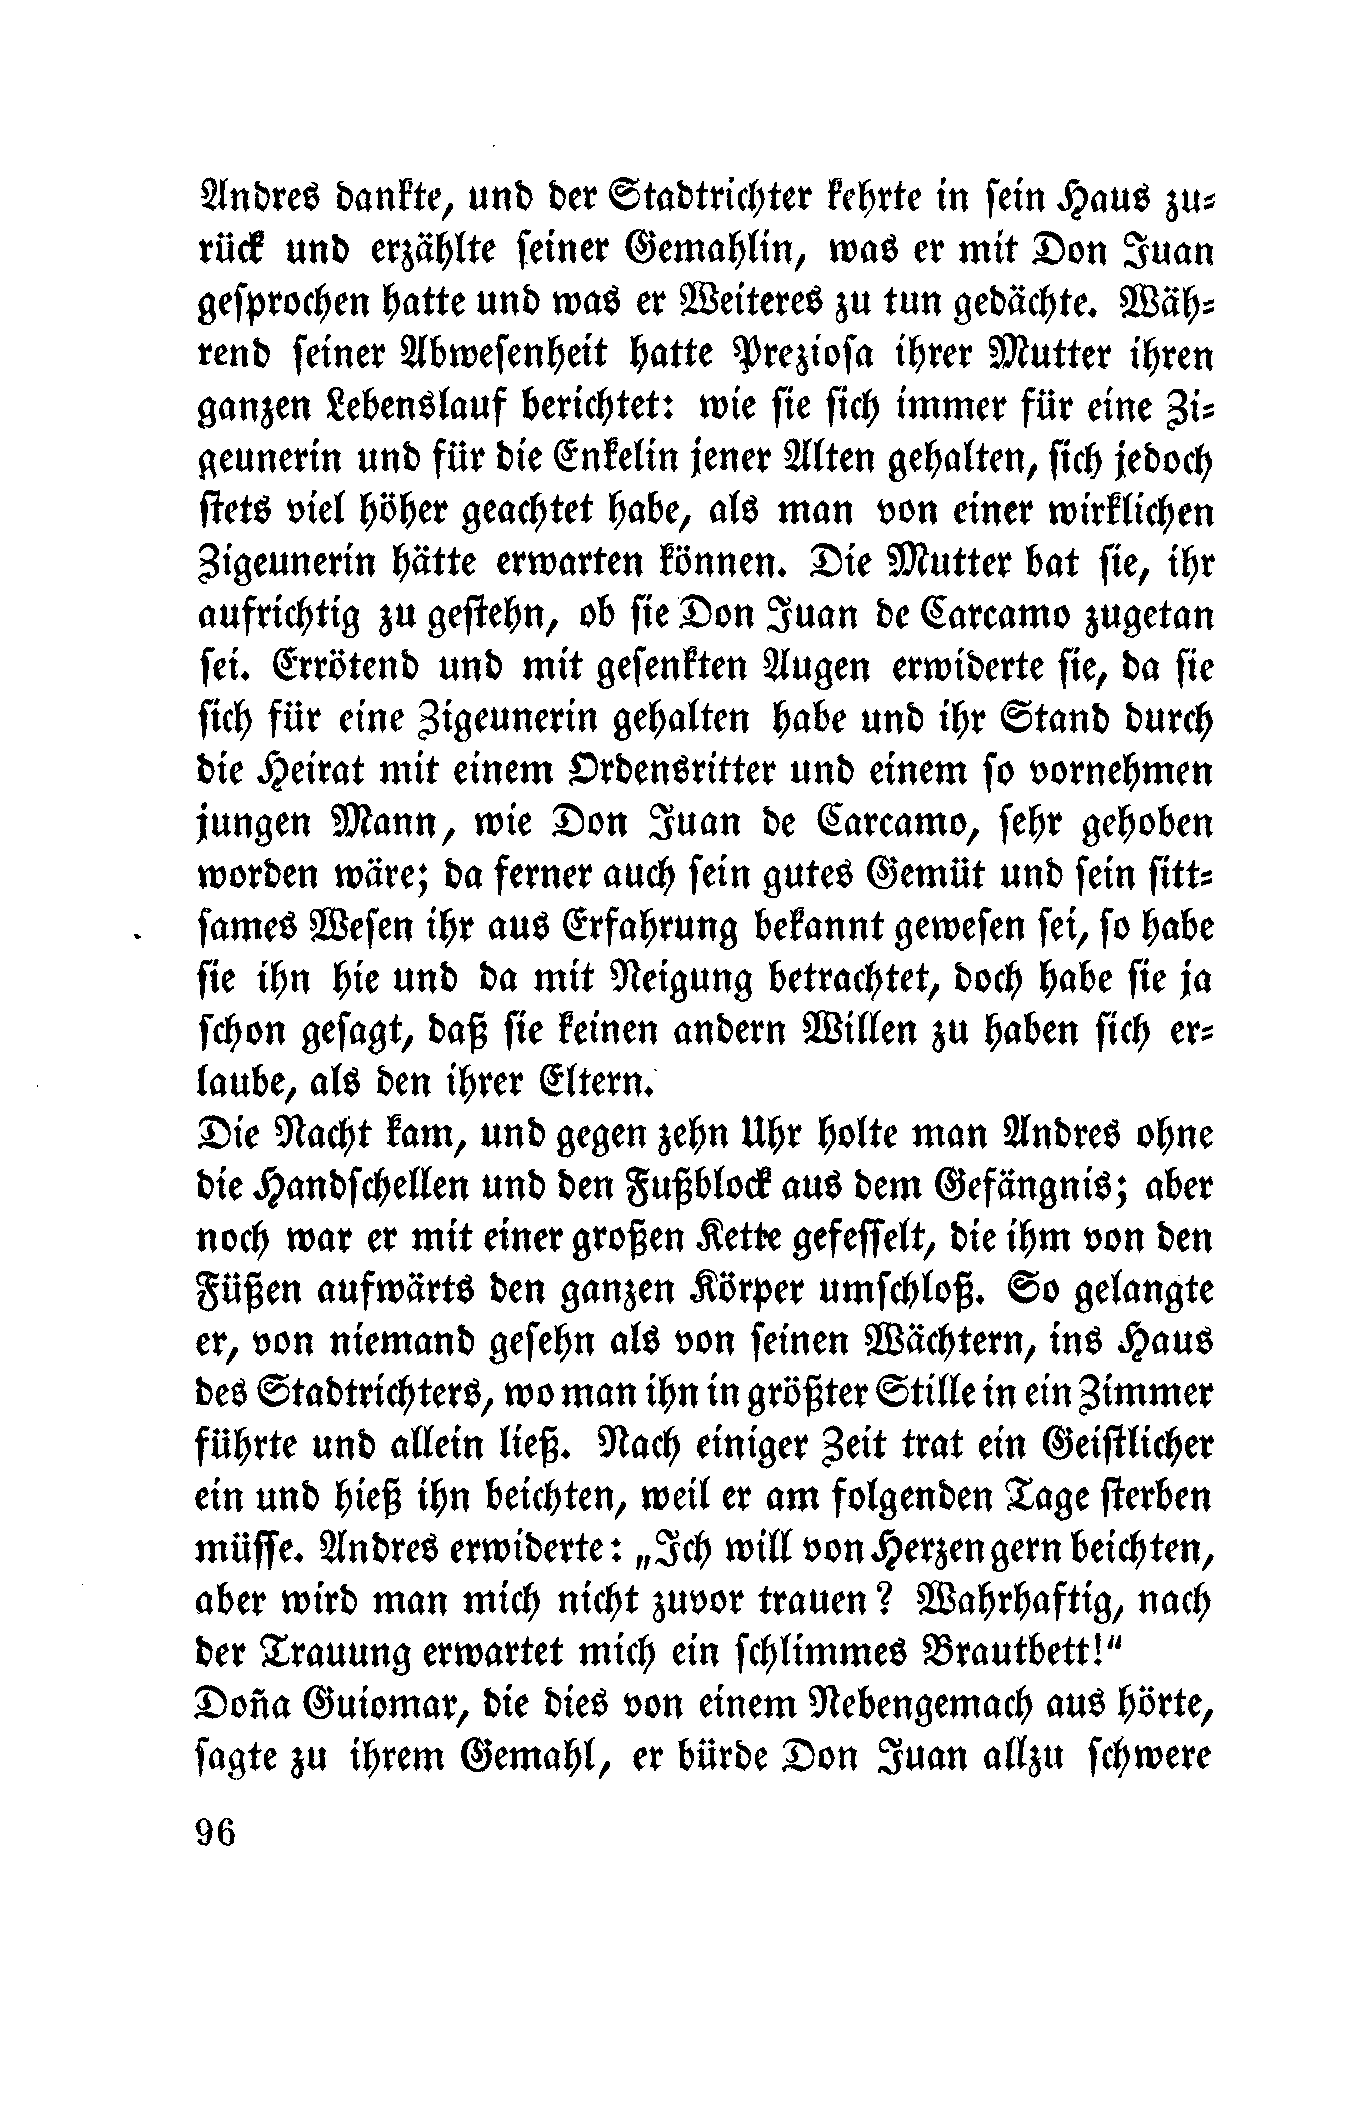 Andres dankte, und der Stadtrichter kehrte in sein Haus zu=
rück und erzählte seiner Gemahlin, was er mit Don Juan
gesprochen hatte und was er Weiteres zu tun gedächte. Wäh=
rend seiner Abwesenheit hatte Preziosa ihrer Mutter ihren
ganzen Lebenslauf berichtet: wie sie sich immer für eine Zi=
geunerin und für die Enkelin jener Alten gehalten, sich jedoch
stets viel höher geachtet habe, als man von einer wirklichen
Zigeunerin hätte erwarten können. Die Mutter bat sie, ihr
aufrichtig zu gestehn, ob sie Don Juan de Carcamo zugetan
sei. Errötend und mit gesenkten Augen erwiderte sie, da sie
sich für eine Zigeunerin gehalten habe und ihr Stand durch
die Heirat mit einem Ordensritter und einem so vornehmen
jungen Mann, wie Don Juan de Carcamo, sehr gehoben
worden wäre; da ferner auch sein gutes Gemüt und sein sitt=
sames Wesen ihr aus Erfahrung bekannt gewesen sei, so habe
sie ihn hie und da mit Neigung betrachtet, doch habe sie ja
schon gesagt, daß sie keinen andern Willen zu haben sich er=
laube, als den ihrer Eltern.
Die Nacht kam, und gegen zehn Uhr holte man Andres ohne
die Handschellen und den Fußblock aus dem Gefängnis; aber
noch war er mit einer großen Kette gefesselt, die ihm von den
Füßen aufwärts den ganzen Körper umschloß. So gelangte
er, von niemand gesehn als von seinen Wächtern, ins Haus
des Stadtrichters, wo man ihn in größter Stille in ein Zimmer
führte und allein ließ. Nach einiger Zeit trat ein Geistlicher
ein und hieß ihn beichten, weil er am folgenden Tage sterben
müsse. Andres erwiderte: „Ich will von Herzen gern beichten,
aber wird man mich nicht zuvor trauen? Wahrhaftig, nach
der Trauung erwartet mich ein schlimmes Brautbett!“
Doña Guiomar, die dies von einem Nebengemach aus hörte,
sagte zu ihrem Gemahl, er bürde Don Juan allzu schwere
96